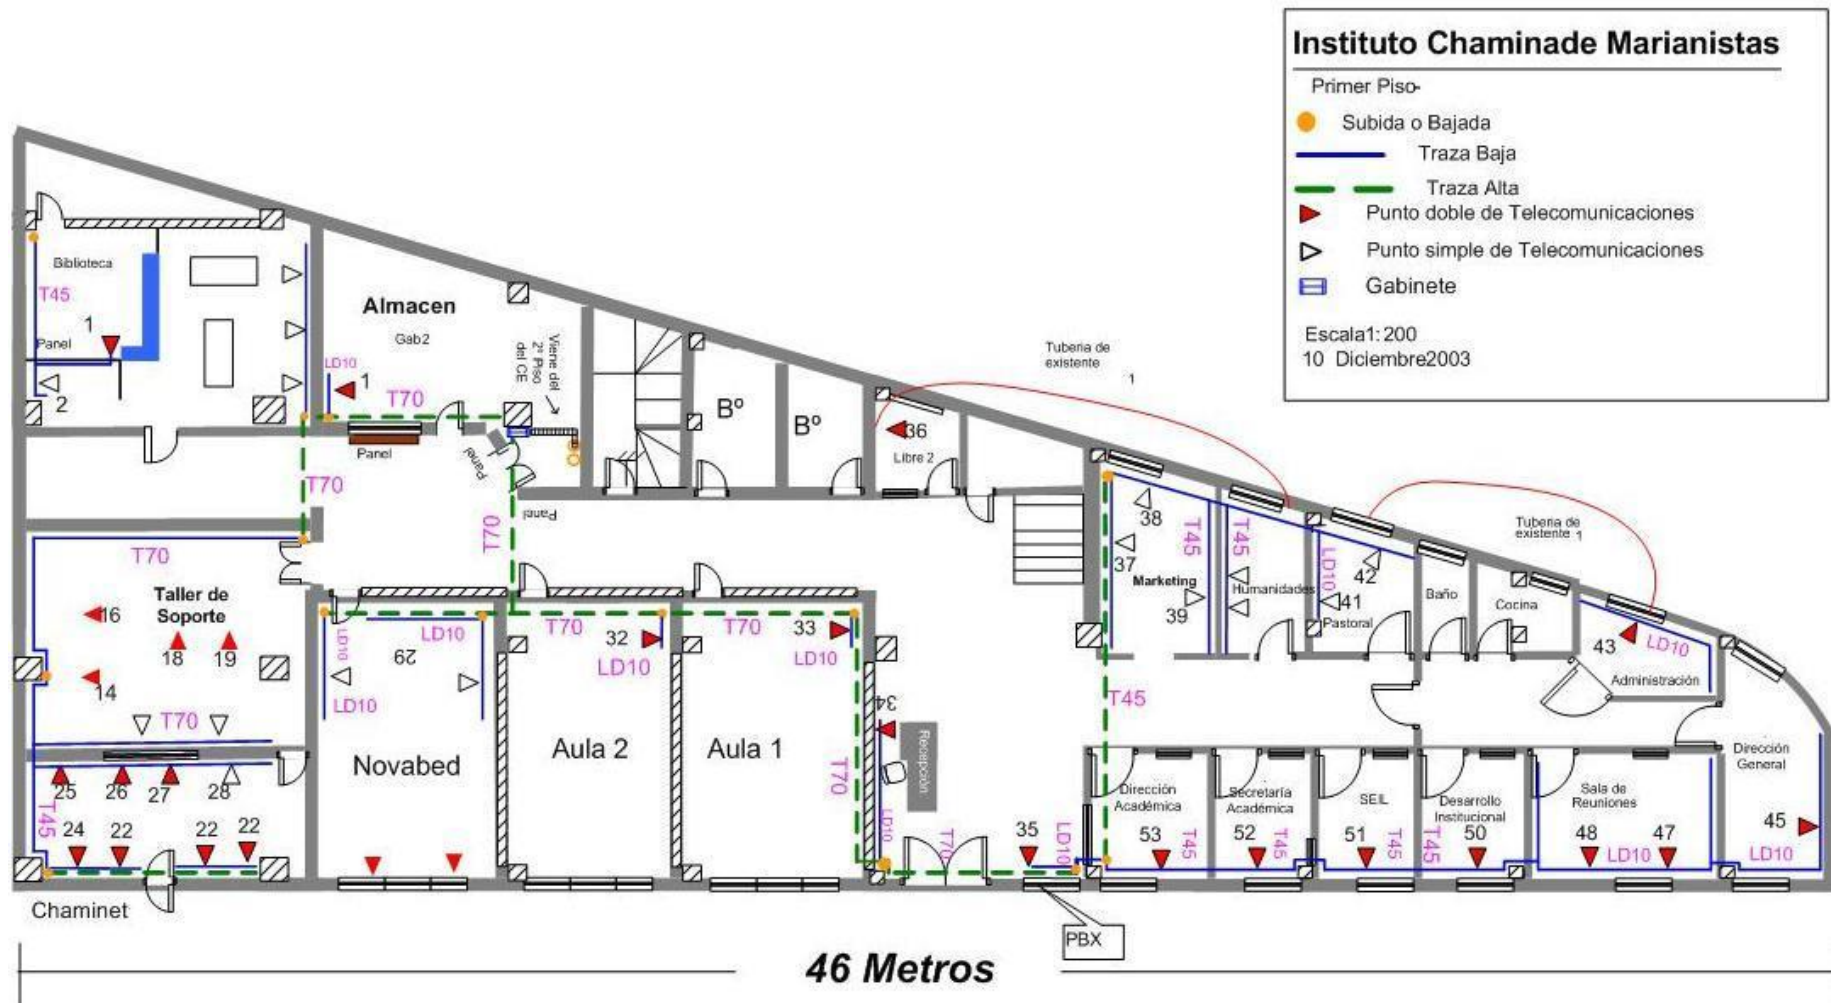 Instituto Chaminade Marianistas
Primer Piso-
Subida o Bajada
Traza Baja
Traza Alta
Punto doble de Telecomunicaciones
Punto simple de Telecomunicaciones
Gabinete
Escala1:200
10 Diciembre2003
Biblioteca
T45
1
Panel
2
Almacen
Gab2
LD10
1
T70
Viene del
2º Piso
del CE
Panel
Panel
Panel
T70
T70
Bº
Bº
36
Libre 2
Tuberia de
existente
1
Tuberia de
existente 1
T70
Taller de
Soporte
16
18
19
14
T70
25
26
27
28
T45
24
22
22
22
Chaminet
LD10
LD10
29
LD10
Novabed
T70
32
LD10
Aula 2
T70
33
LD10
Aula 1
T70
34
Recepción
LD10
T70
35
LD10
PBX
38
37
T45
Marketing
39
T45
Humanidades
LD10
42
41
Pastoral
Baño
Cocina
43
LD10
Administración
T45
Dirección
General
45
LD10
Dirección
Académica
53
T45
Secretaría
Académica
52
T45
SEIL
51
T45
T45
Desarrollo
Institucional
50
Sala de
Reuniones
48
LD10
47
46 Metros